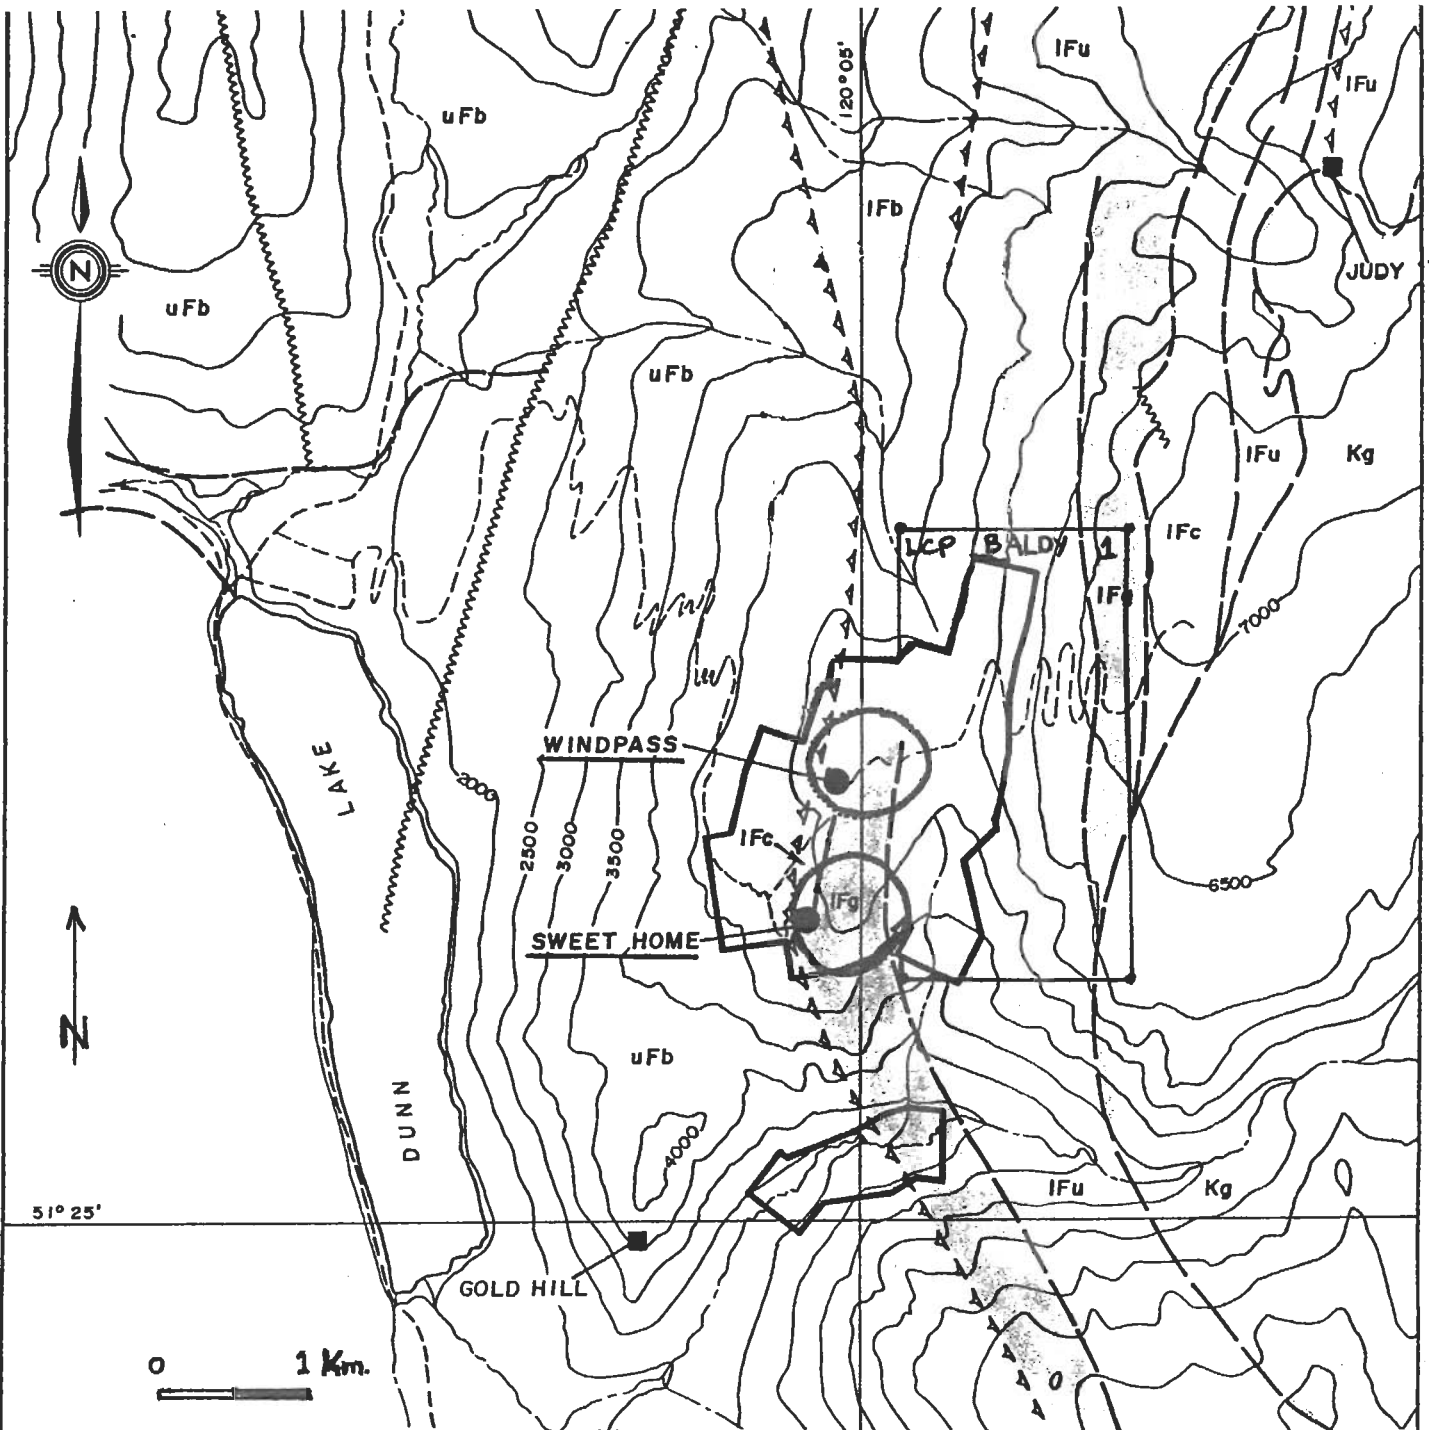 lFu
120°05'
lFu
uFb
lFb
N
JUDY
uFb
uFb
lFu
Kg
lFc
LCP BALDY 1
lFg
7000
WINDPASS
LAKE
2000
2500
3000
3500
lFc
6500
lFg
SWEET HOME
N
uFb
DUNN
4000
lFu
Kg
51° 25'
GOLD HILL
0 1 Km.